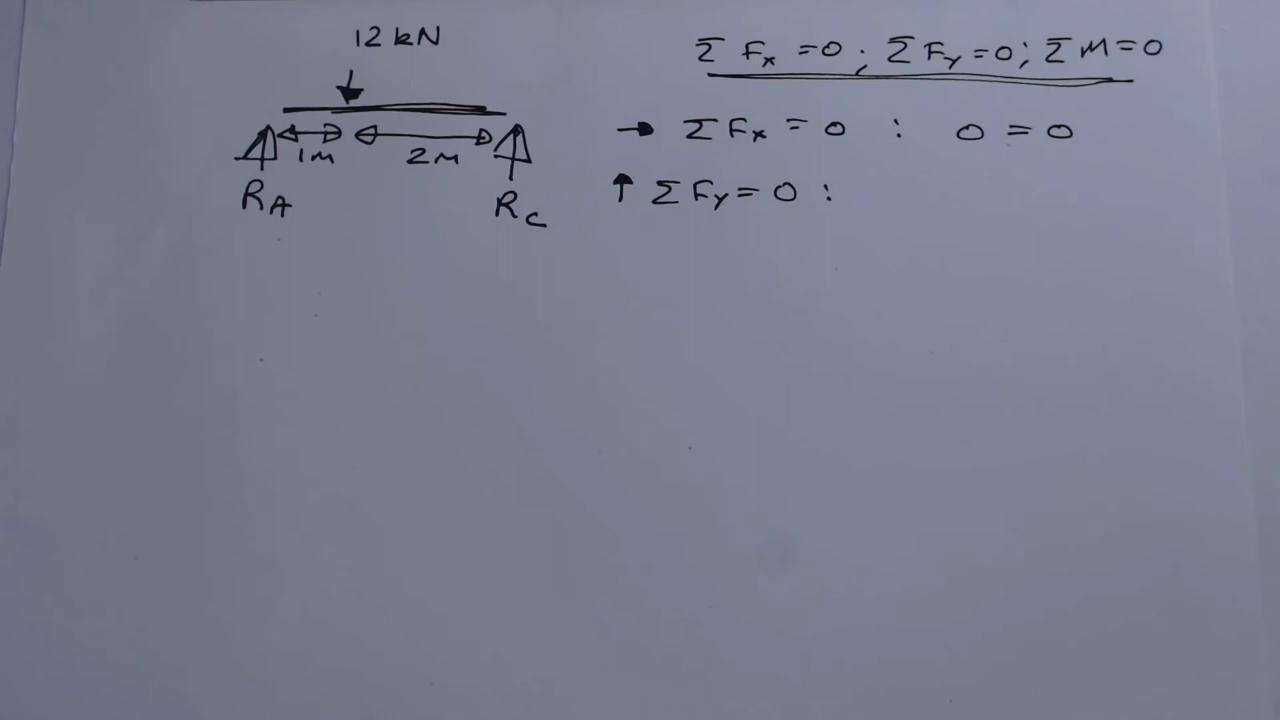 12 kN
1M 2M
RA RC
Σ Fx = 0 ; Σ Fy = 0 ; Σ M = 0
→ Σ Fx = 0 : 0 = 0
↑ Σ Fy = 0 :